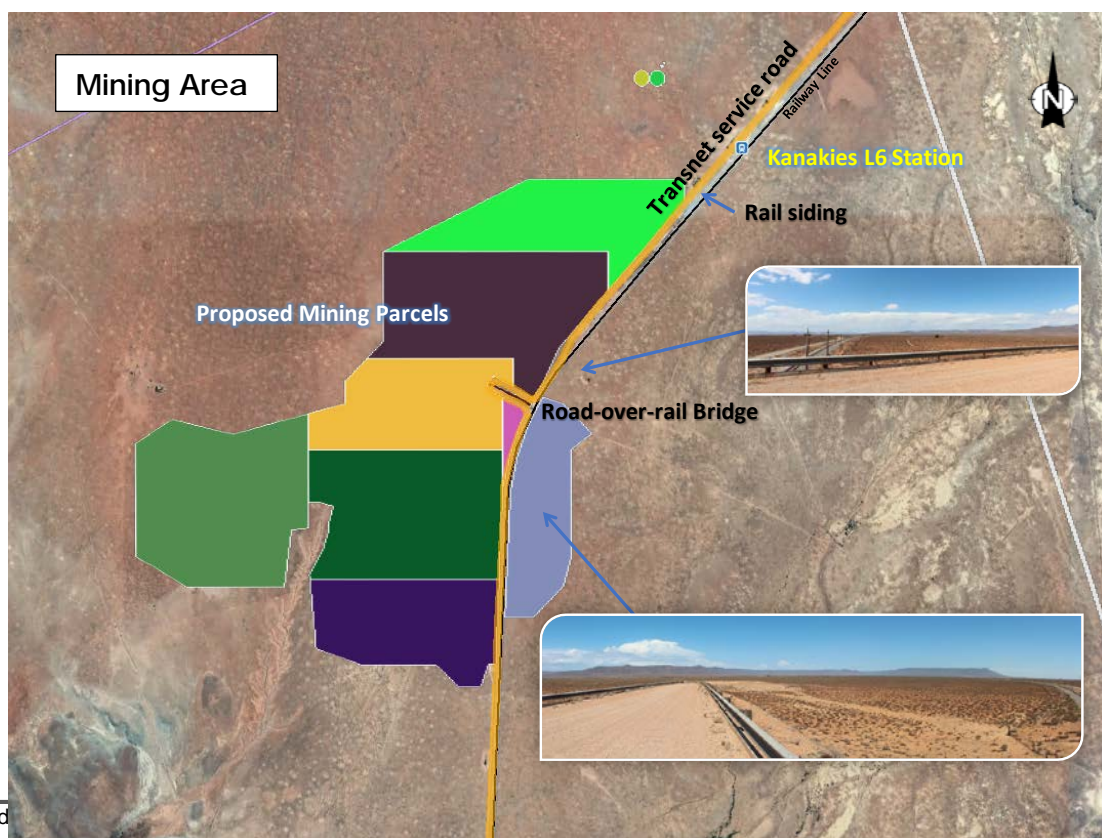 Mining Area
Transnet service road
Railway Line
N
Kanakies L6 Station
Rail siding
Proposed Mining Parcels
Road-over-rail Bridge
d